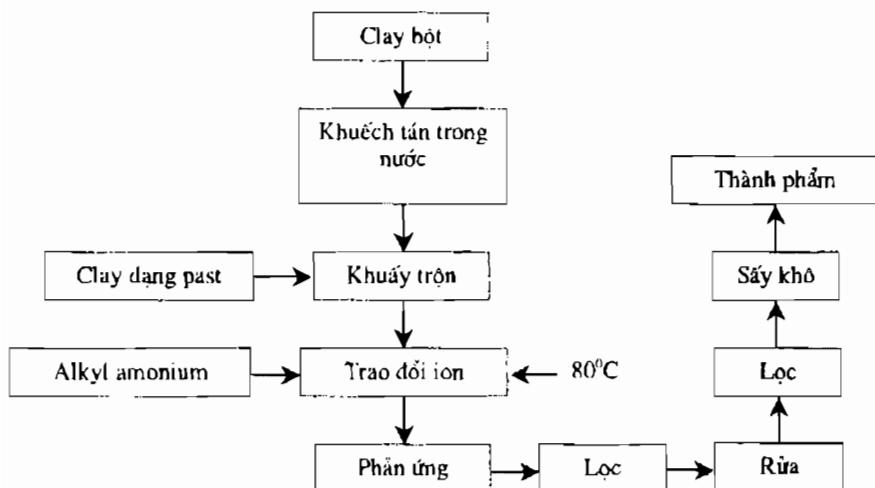 Clay bột
Khuếch tán trong
nước
Thành phẩm
Clay dạng past
Khuấy trộn
Sấy khô
Alkyl amonium
Trao đổi ion
80⁰C
Lọc
Phản ứng
Lọc
Rửa